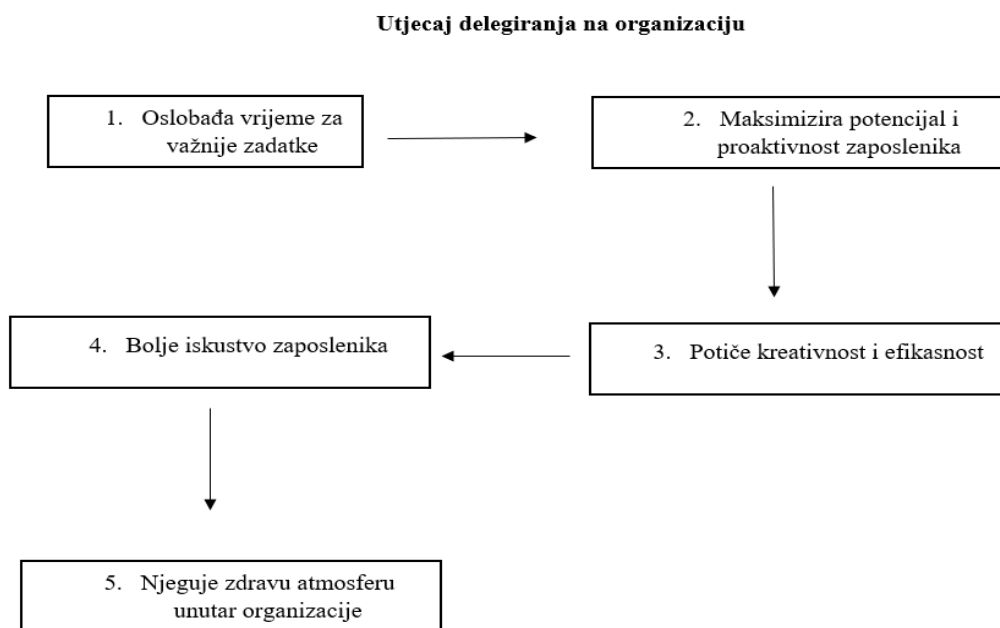 Utjecaj delegiranja na organizaciju
1. Oslobađa vrijeme za
važnije zadatke
2. Maksimizira potencijal i
proaktivnost zaposlenika
3. Potiče kreativnost i efikasnost
4. Bolje iskustvo zaposlenika
5. Njeguje zdravu atmosferu
unutar organizacije